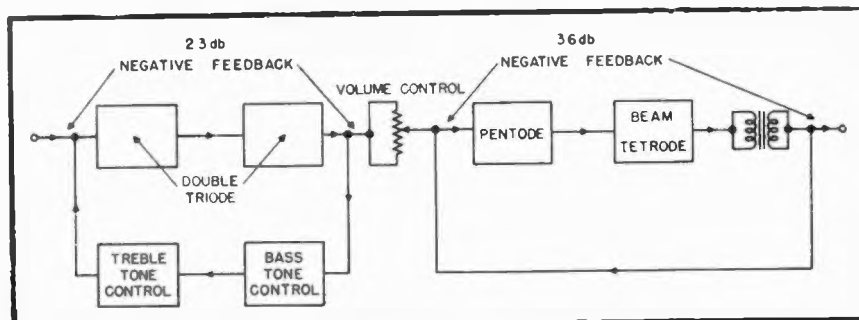 23db
NEGATIVE FEEDBACK
VOLUME CONTROL
36db
NEGATIVE FEEDBACK
PENTODE
BEAM
TETRODE
DOUBLE
TRIODE
TREBLE
TONE
CONTROL
BASS
TONE
CONTROL